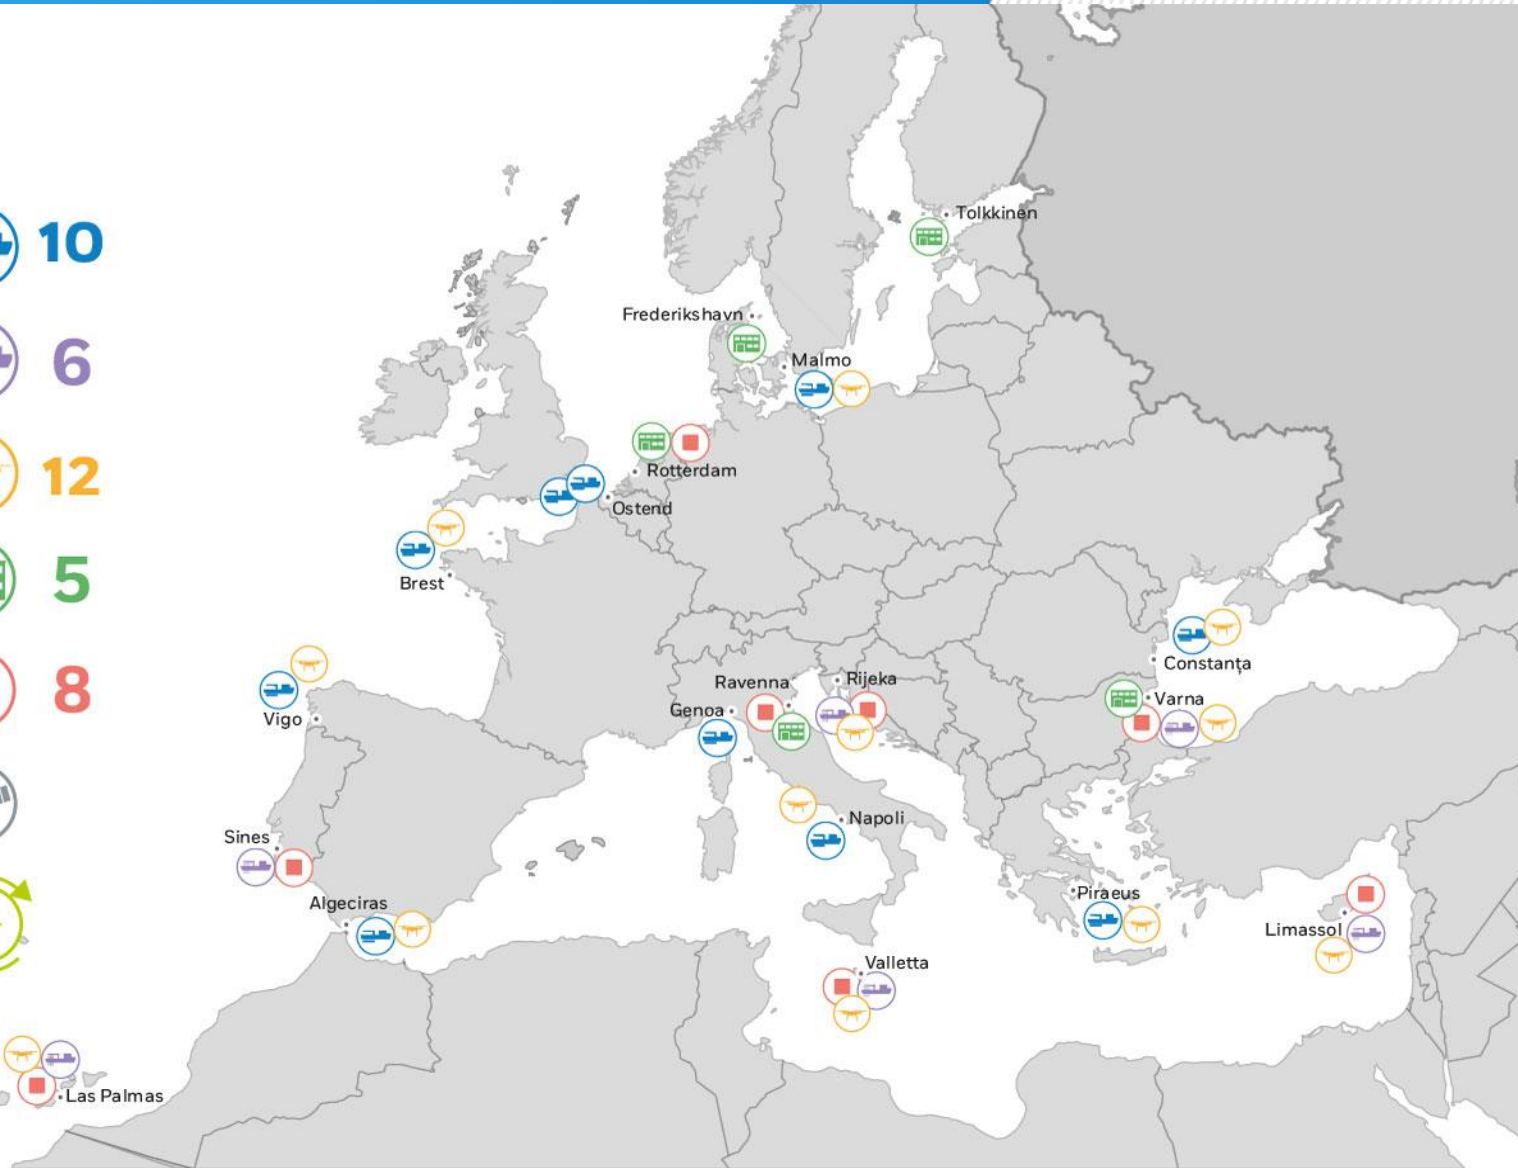 10
6
12
5
8
Tolkkinen
Frederikshavn
Malmo
Rotterdam
Ostend
Brest
Constanța
Rijeka
Ravenna
Varna
Genoa
Vigo
Napoli
Sines
Piraeus
Algeciras
Limassol
Valletta
Las Palmas